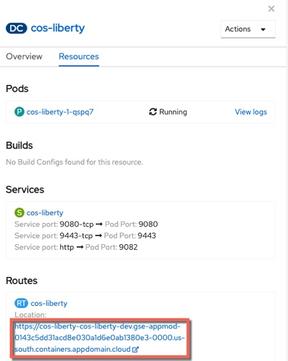 DC cos-liberty
Actions
Overview Resources
Pods
P cos-liberty-1-qspq7 Running View logs
Builds
No Build Configs found for this resource.
Services
S cos-liberty
Service port: 9080-tcp → Pod Port: 9080
Service port: 9443-tcp → Pod Port: 9443
Service port: http → Pod Port: 9082
Routes
RT cos-liberty
Location:
https://cos-liberty-cos-liberty-dev.gse-appmod-
0143c5dd31acd8e030a1d6e0ab1380e3-0000.us-
south.containers.appdomain.cloud